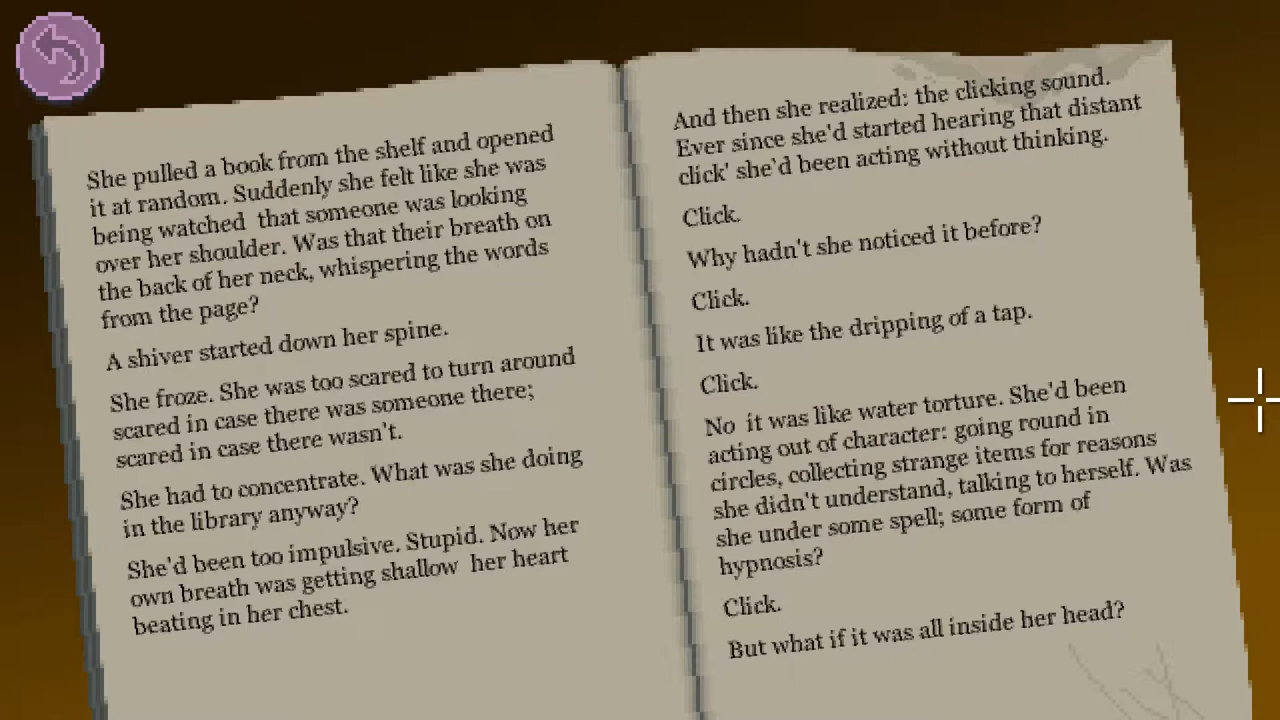 She pulled a book from the shelf and opened
it at random. Suddenly she felt like she was
being watched  that someone was looking
over her shoulder. Was that their breath on
the back of her neck, whispering the words
from the page?
A shiver started down her spine.
She froze. She was too scared to turn around
scared in case there was someone there;
scared in case there wasn't.
She had to concentrate. What was she doing
in the library anyway?
She'd been too impulsive. Stupid. Now her
own breath was getting shallow  her heart
beating in her chest.
And then she realized: the clicking sound.
Ever since she'd started hearing that distant
click' she'd been acting without thinking.
Click.
Why hadn't she noticed it before?
Click.
It was like the dripping of a tap.
Click.
No  it was like water torture. She'd been
acting out of character: going round in
circles, collecting strange items for reasons
she didn't understand, talking to herself. Was
she under some spell; some form of
hypnosis?
Click.
But what if it was all inside her head?